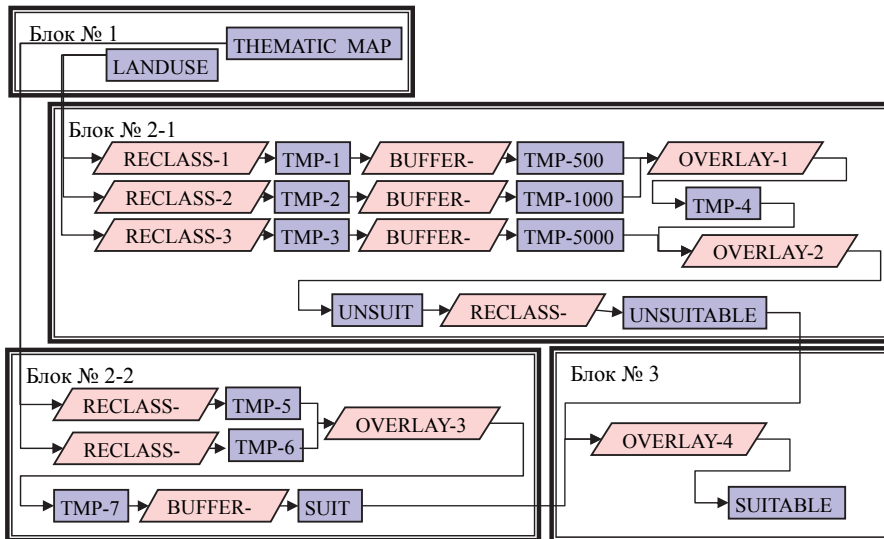 Блок № 1
THEMATIC MAP
LANDUSE
Блок № 2-1
RECLASS-1 TMP-1 BUFFER- TMP-500 OVERLAY-1
RECLASS-2 TMP-2 BUFFER- TMP-1000 TMP-4
RECLASS-3 TMP-3 BUFFER- TMP-5000 OVERLAY-2
UNSUIT RECLASS- UNSUITABLE
Блок № 2-2
RECLASS- TMP-5 OVERLAY-3
RECLASS- TMP-6
TMP-7 BUFFER- SUIT
Блок № 3
OVERLAY-4
SUITABLE